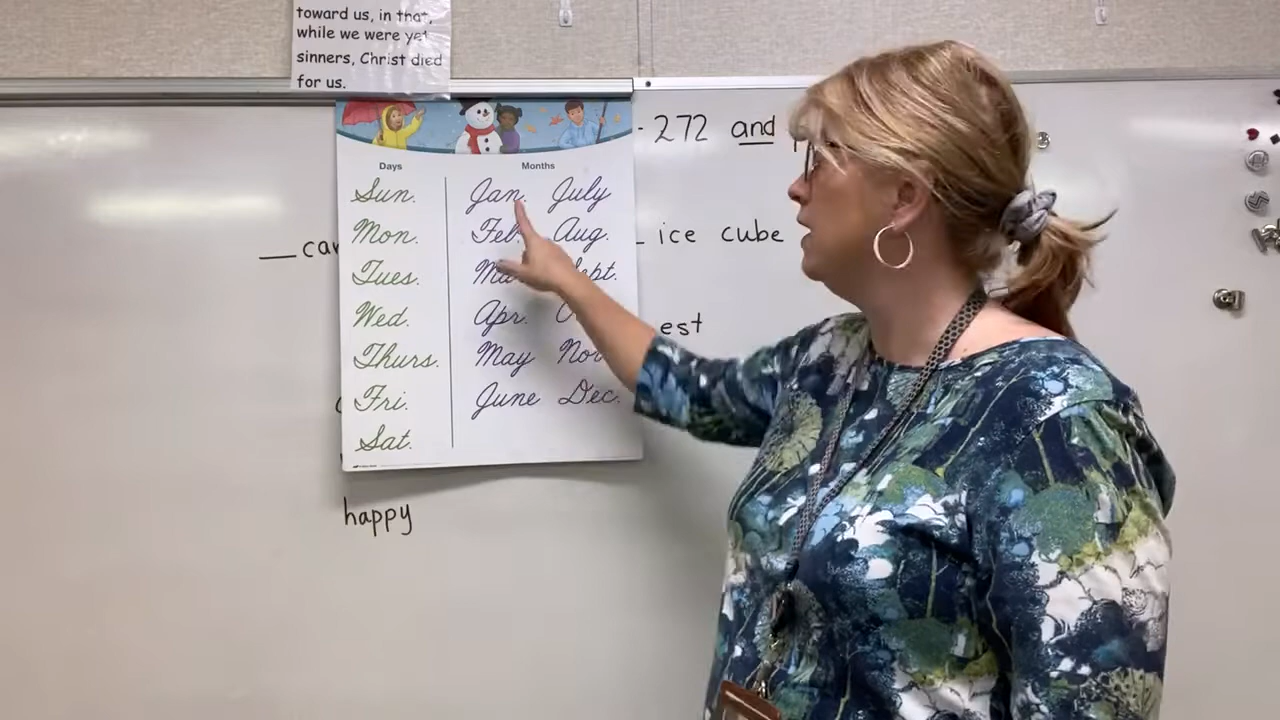 toward us, in that,
while we were yet
sinners, Christ died
for us.
-272 and
Days Months
Sun. Jan. July
Mon. Feb. Aug.
Tues.
Wed. Apr.
Thurs. May
Fri. June Dec.
Sat.
ice cube
est
happy